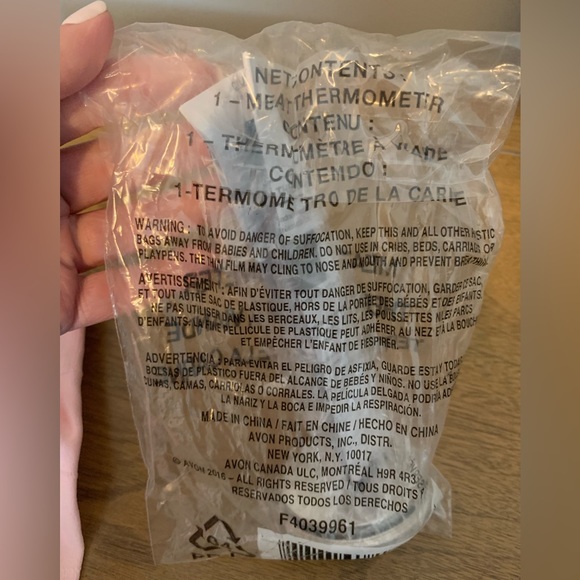 NET CONTENTS:
1 - MEAT THERMOMETER
CONTENU :
1 - THERMOMÈTRE À VIANDE
CONTENIDO :
1-TERMOMETRO DE LA CARNE
WARNING : TO AVOID DANGER OF SUFFOCATION, KEEP THIS AND ALL OTHER PLASTIC
BAGS AWAY FROM BABIES AND CHILDREN. DO NOT USE IN CRIBS, BEDS, CARRIAGES OR
PLAYPENS. THE THIN FILM MAY CLING TO NOSE AND MOUTH AND PREVENT BREATHING.
AVERTISSEMENT : AFIN D'ÉVITER TOUT DANGER DE SUFFOCATION, GARDER CE SAC,
ET TOUT AUTRE SAC DE PLASTIQUE, HORS DE LA PORTÉE DES BÉBÉS ET DES ENFANTS.
NE PAS UTILISER DANS LES BERCEAUX, LES LITS, LES POUSSETTES NI LES PARCS
D'ENFANTS. LA FINE PELLICULE DE PLASTIQUE PEUT ADHÉRER AU NEZ ET À LA BOUCHE
ET EMPÊCHER L'ENFANT DE RESPIRER.
ADVERTENCIA : PARA EVITAR EL PELIGRO DE ASFIXIA, GUARDE ESTA Y TODAS
BOLSAS DE PLÁSTICO FUERA DEL ALCANCE DE BEBÉS Y NIÑOS. NO USE LA
CUNAS, CAMAS, CARRIOLAS O CORRALES. LA PELÍCULA DELGADA PODRÍA
LA NARIZ Y LA BOCA E IMPEDIR LA RESPIRACIÓN.
MADE IN CHINA / FAIT EN CHINE / HECHO EN CHINA
AVON PRODUCTS, INC., DISTR.
NEW YORK, N.Y. 10017
AVON CANADA ULC, MONTRÉAL H9R 4R3
© AVON 2016 – ALL RIGHTS RESERVED / TOUS DROITS
RESERVADOS TODOS LOS DERECHOS
F4039961